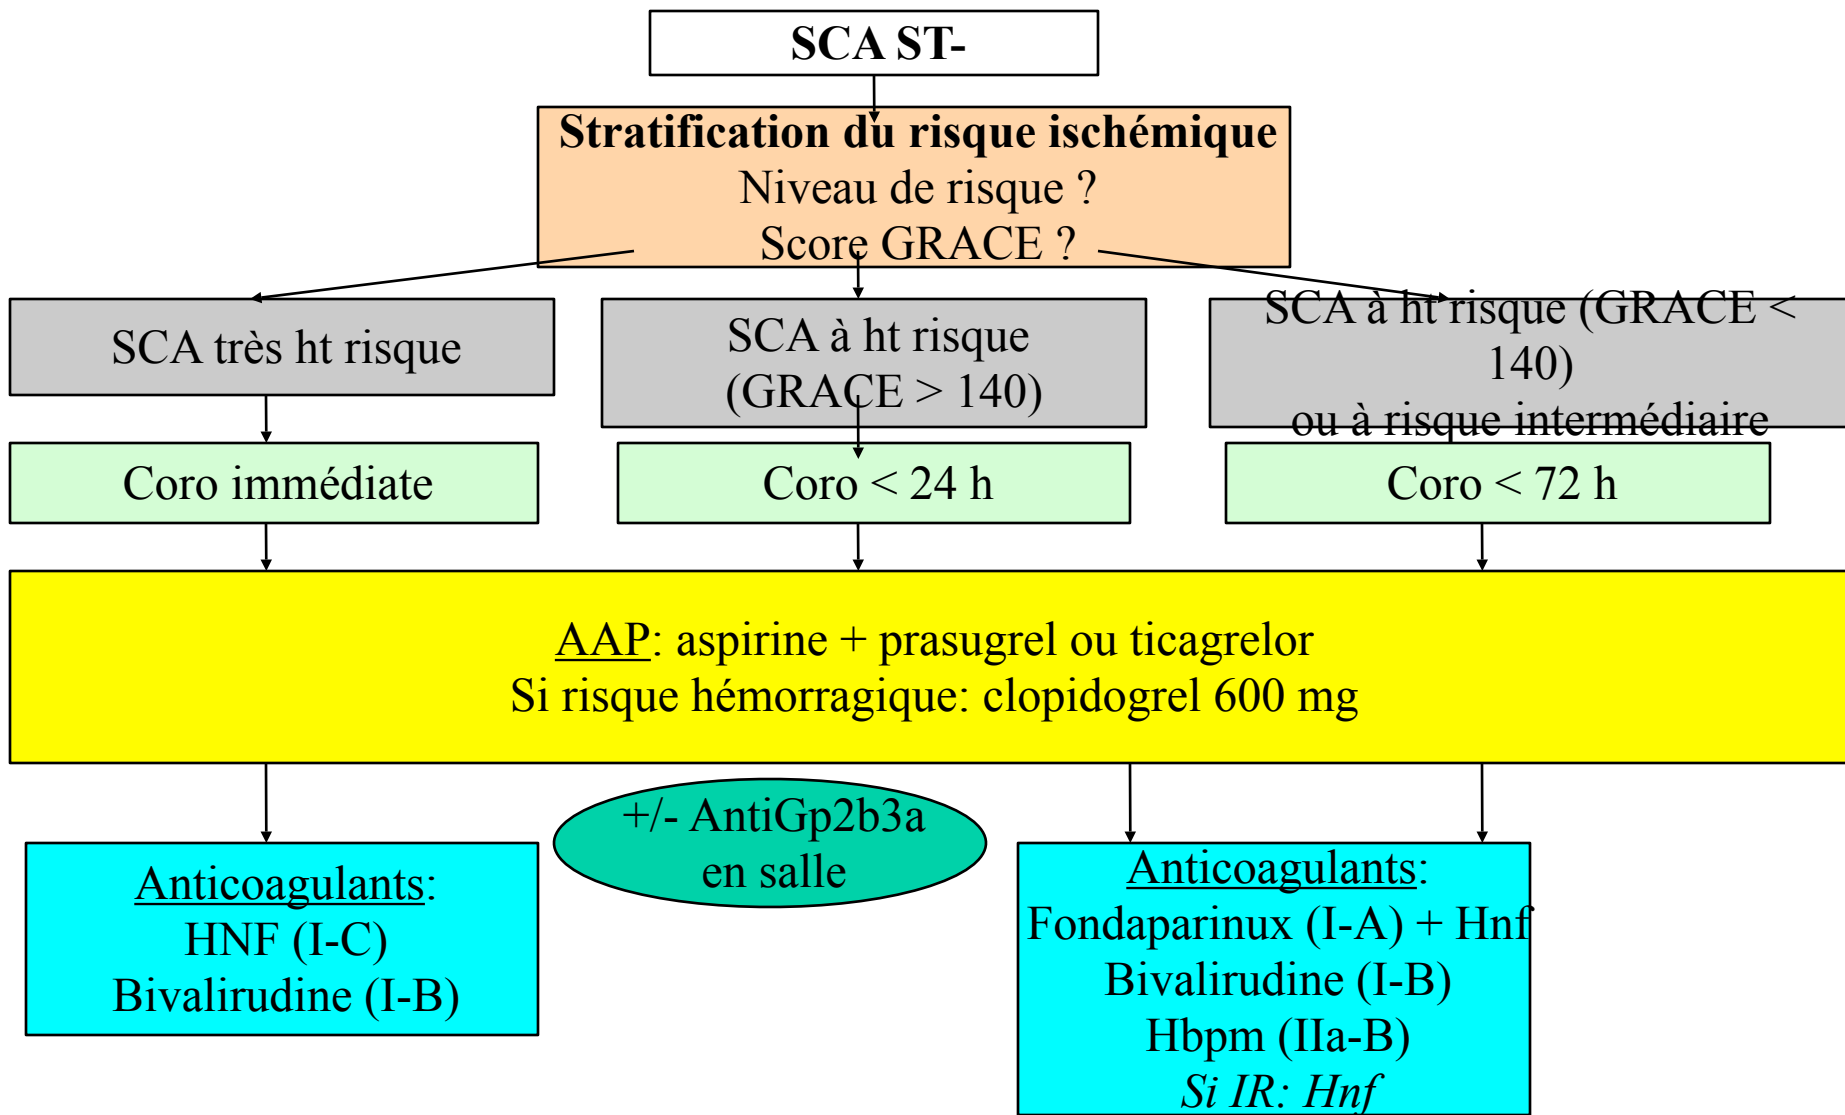 SCA ST-
Stratification du risque ischémique
Niveau de risque ?
Score GRACE ?
SCA très ht risque
SCA à ht risque
(GRACE > 140)
SCA à ht risque (GRACE <
140)
ou à risque intermédiaire
Coro immédiate
Coro < 24 h
Coro < 72 h
AAP: aspirine + prasugrel ou ticagrelor
Si risque hémorragique: clopidogrel 600 mg
+/- AntiGp2b3a
en salle
Anticoagulants:
HNF (I-C)
Bivalirudine (I-B)
Anticoagulants:
Fondaparinux (I-A) + Hnf
Bivalirudine (I-B)
Hbpm (IIa-B)
Si IR: Hnf